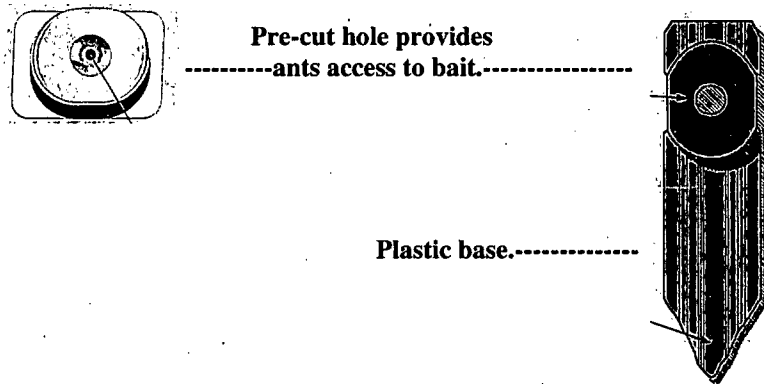 Pre-cut hole provides
----------ants access to bait.-----------------
Plastic base.--------------